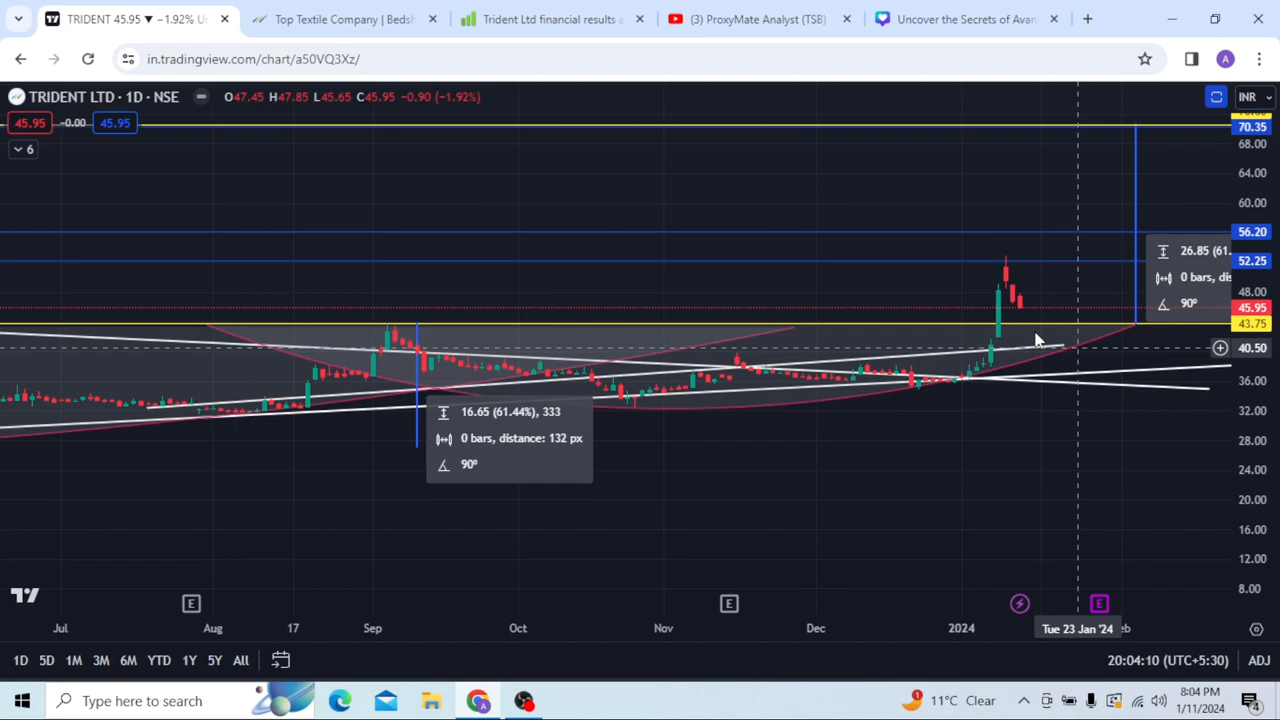 TRIDENT 45.95 ▼ −1.92% Un
Top Textile Company | Bedsh
Trident Ltd financial results a
(3) ProxyMate Analyst (TSB)
Uncover the Secrets of Avan
in.tradingview.com/chart/a50VQ3Xz/
TRIDENT LTD · 1D · NSE
O47.45 H47.85 L45.65 C45.95 −0.90 (−1.92%)
INR
45.95 −0.00 45.95
6
70.35
68.00
64.00
60.00
56.20
52.25
48.00
45.95
43.75
40.50
36.00
32.00
28.00
24.00
20.00
16.00
12.00
8.00
26.85 (61.
0 bars, dis
90º
16.65 (61.44%), 333
0 bars, distance: 132 px
90º
E
E
E
Jul
Aug
17
Sep
Oct
Nov
Dec
2024
Tue 23 Jan '24
eb
1D 5D 1M 3M 6M YTD 1Y 5Y All
20:04:10 (UTC+5:30)
ADJ
Type here to search
11°C Clear
8:04 PM
1/11/2024
4